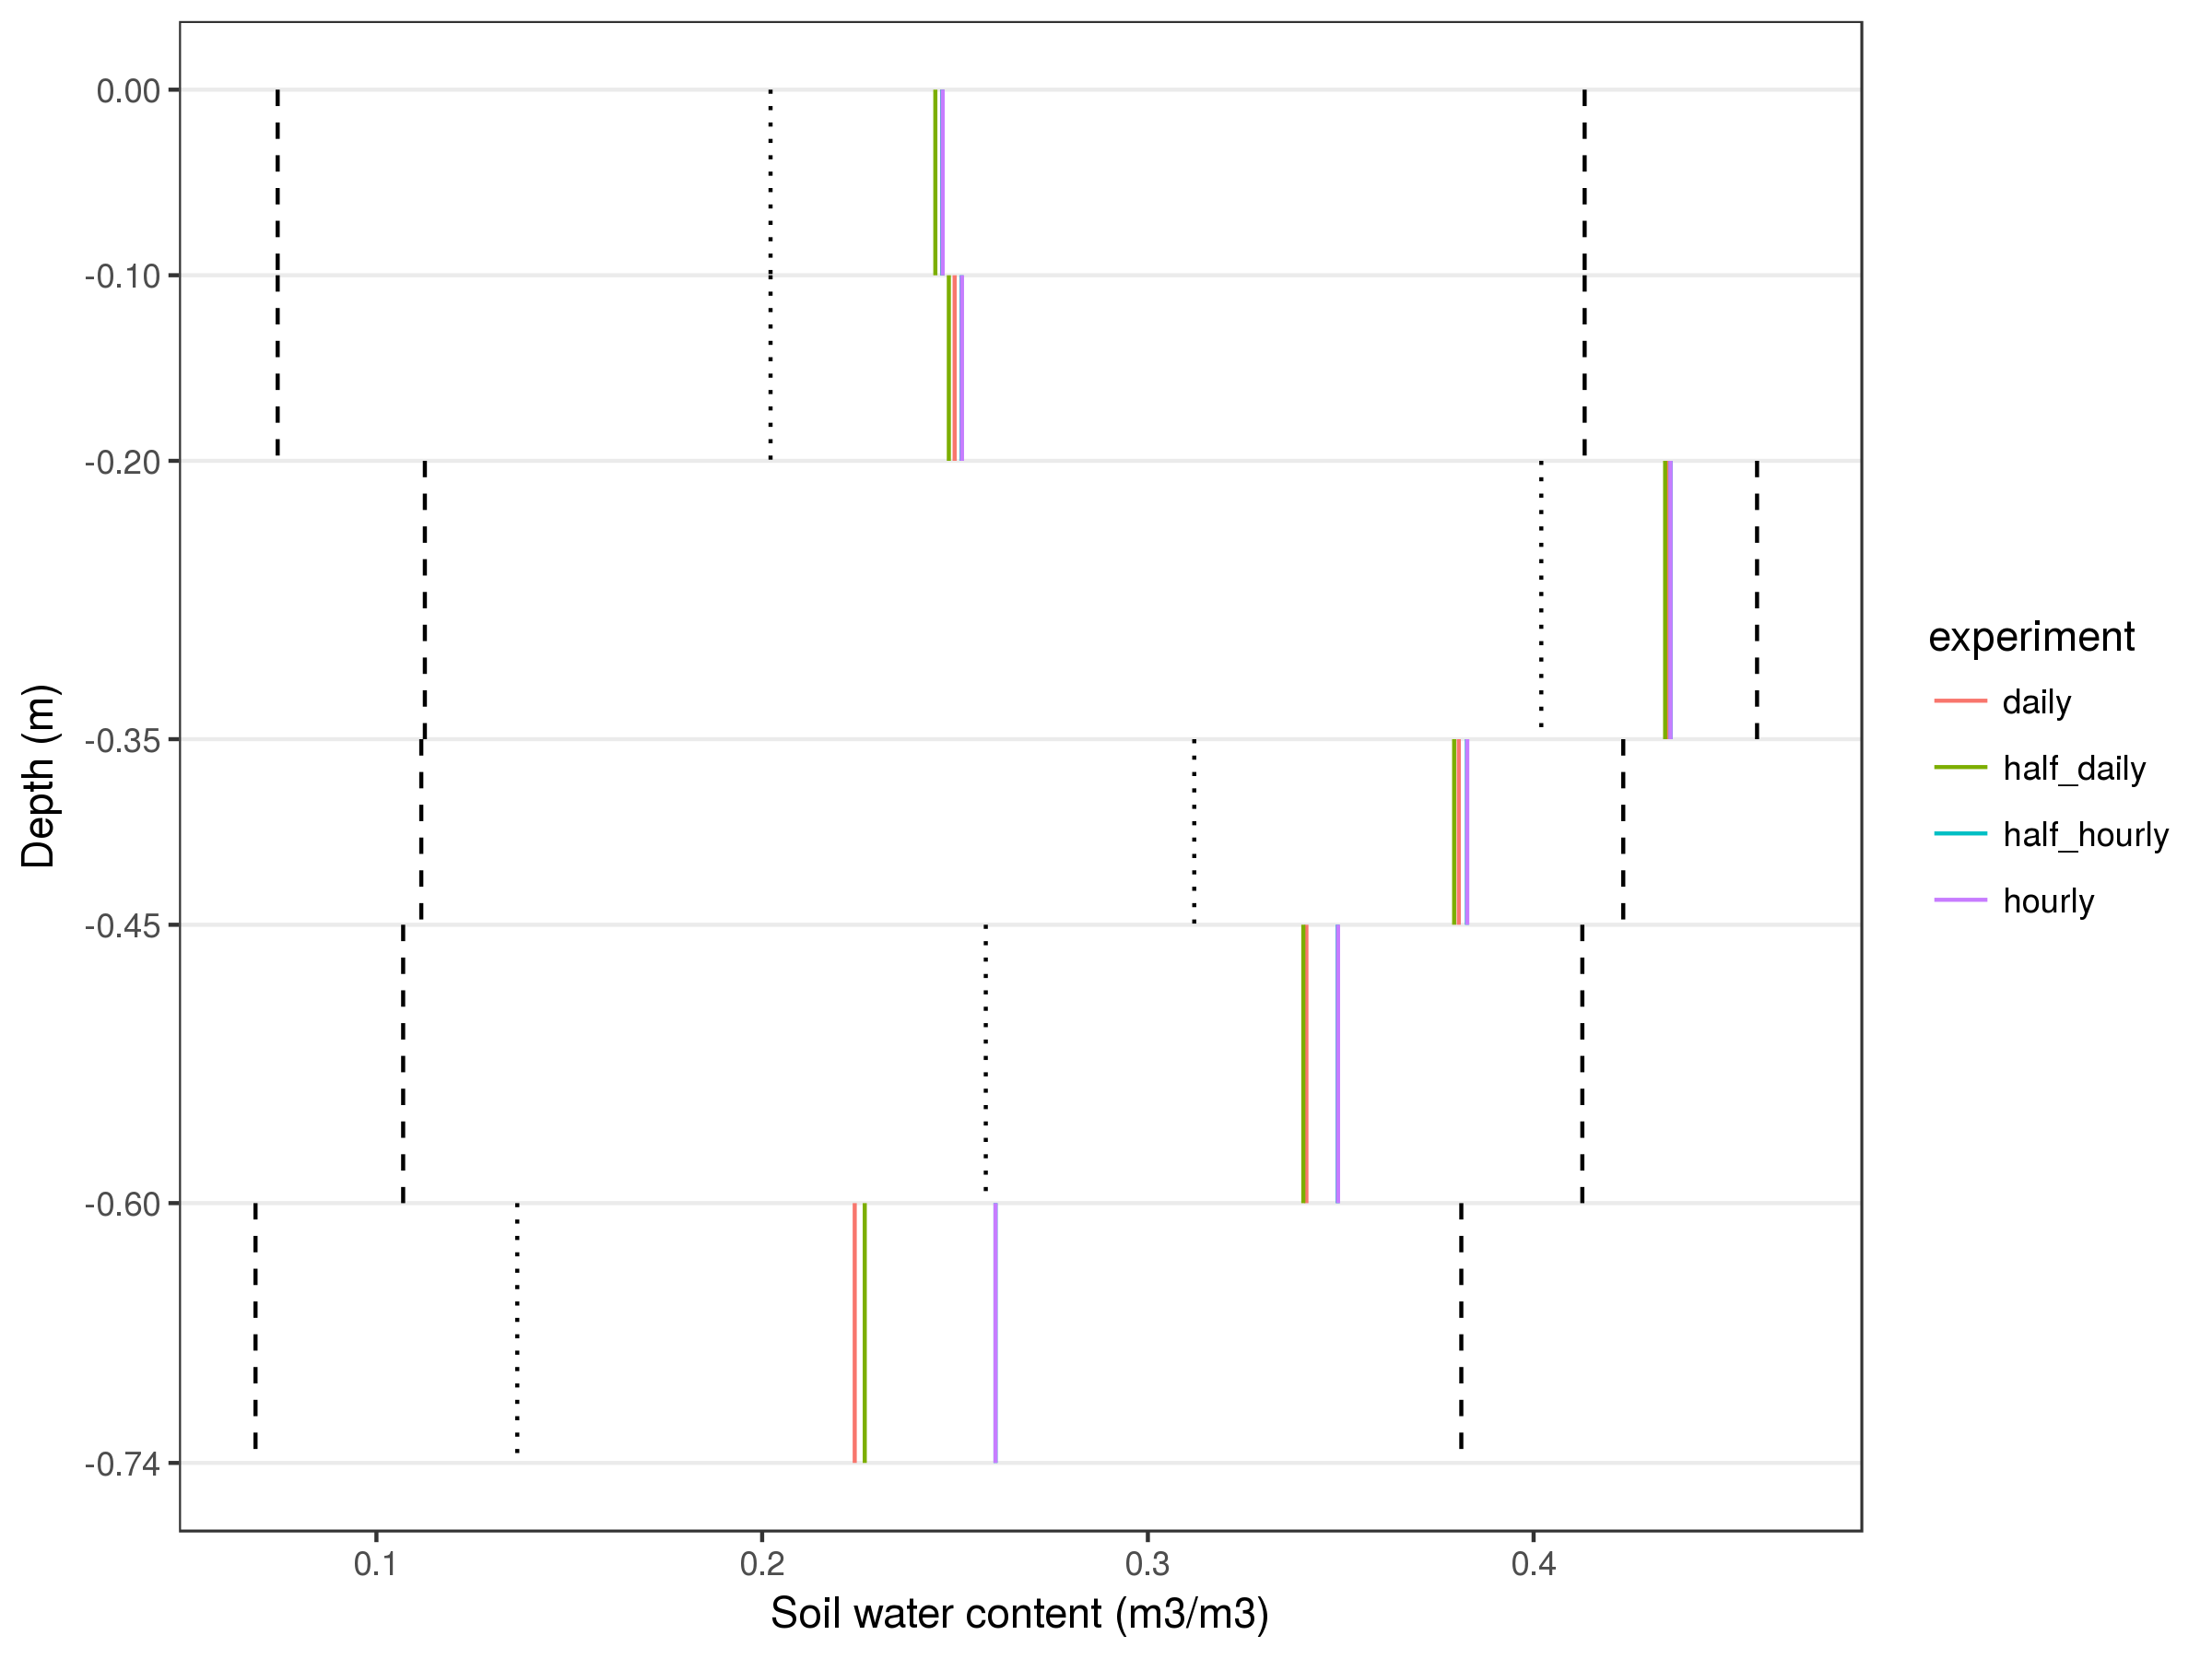 0.00
-0.10
-0.20
-0.35
-0.45
-0.60
-0.74
Depth (m)
0.1 0.2 0.3 0.4
Soil water content (m3/m3)
experiment
daily
half_daily
half_hourly
hourly